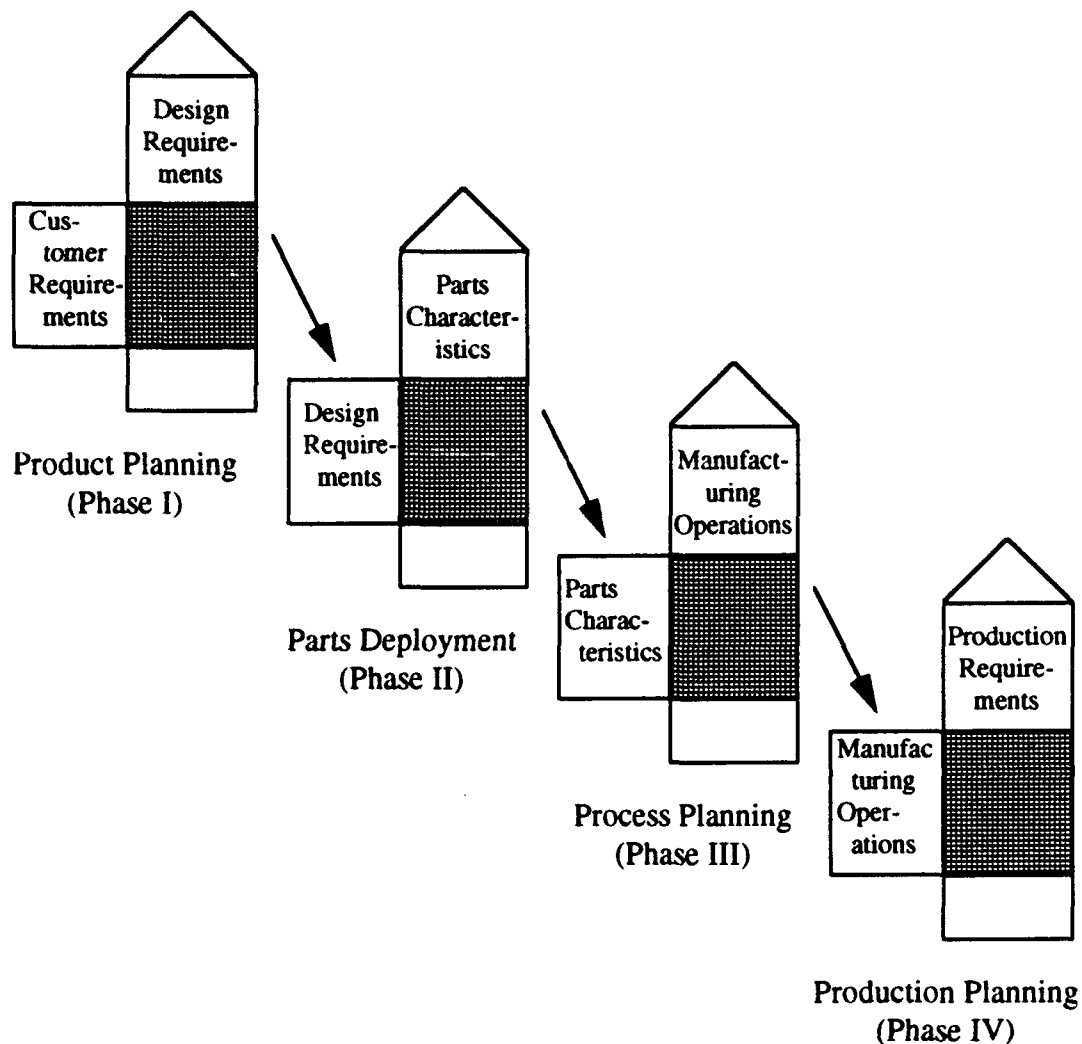 Design
Require-
ments
Cus-
tomer
Require-
ments
Product Planning
(Phase I)
Parts
Character-
istics
Design
Require-
ments
Parts Deployment
(Phase II)
Manufact-
uring
Operations
Parts
Charac-
teristics
Process Planning
(Phase III)
Production
Require-
ments
Manufac
turing
Oper-
ations
Production Planning
(Phase IV)